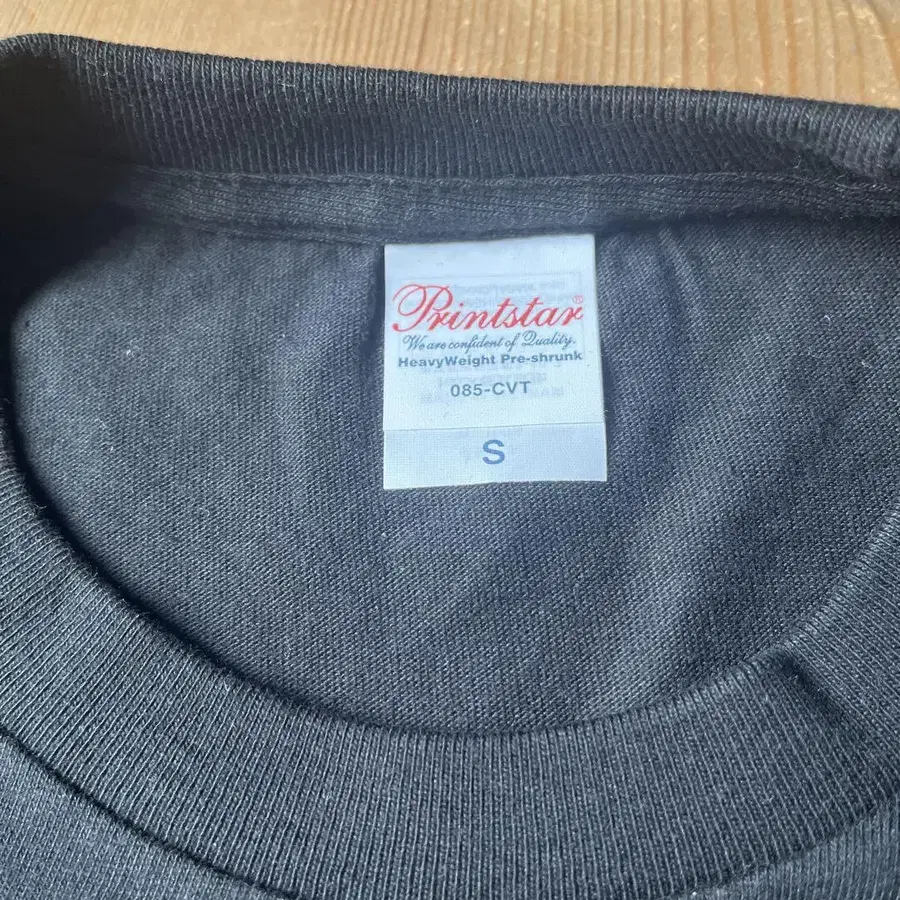 Printstar®
We are confident of Quality.
HeavyWeight Pre-shrunk
085-CVT
S